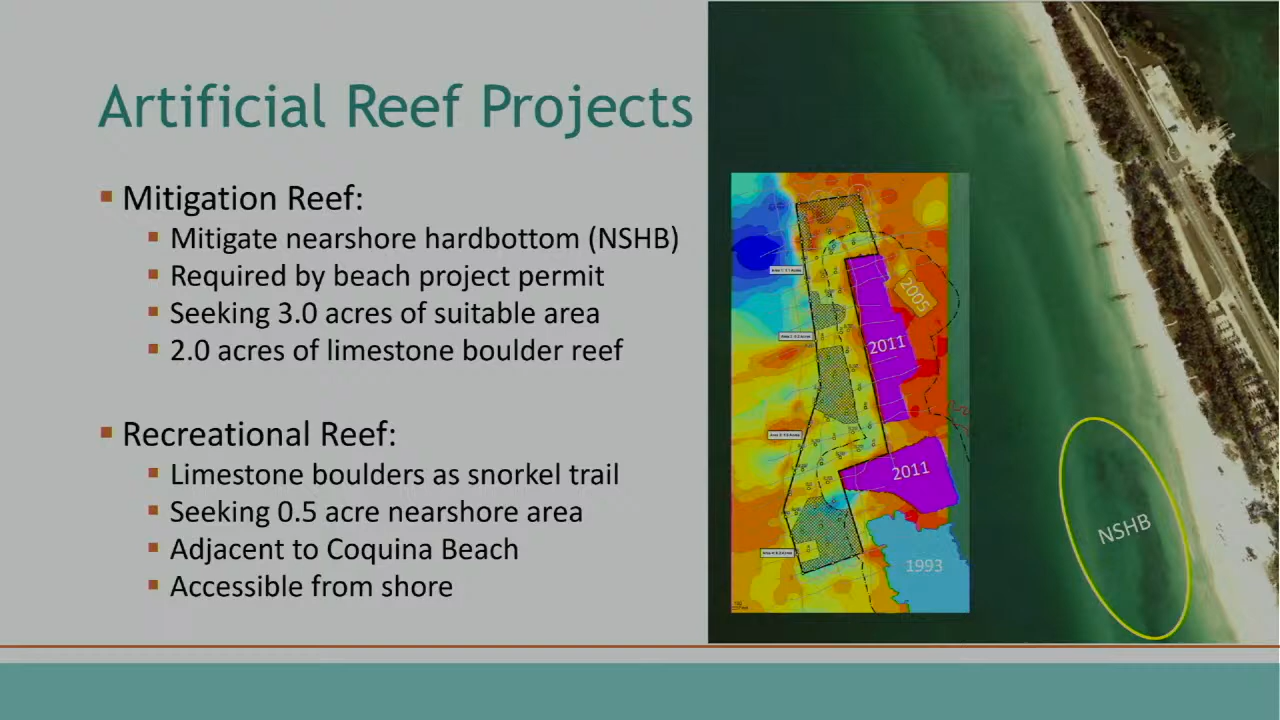 Artificial Reef Projects
Mitigation Reef:
Mitigate nearshore hardbottom (NSHB)
Required by beach project permit
Seeking 3.0 acres of suitable area
2.0 acres of limestone boulder reef
Recreational Reef:
Limestone boulders as snorkel trail
Seeking 0.5 acre nearshore area
Adjacent to Coquina Beach
Accessible from shore
2005
2011
2011
1993
NSHB